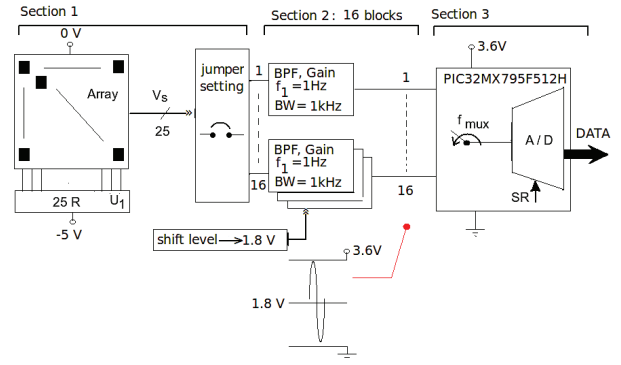 Section 1
Section 2: 16 blocks
Section 3
0 V
3.6V
jumper
setting
1
BPF, Gain
f1=1Hz
BW= 1kHz
1
PIC32MX795F512H
Array
Vs
25
fmux
A / D
DATA
BPF, Gain
f1=1Hz
BW= 1kHz
16
16
SR
25 R
U1
-5 V
shift level→1.8 V
3.6V
1.8 V